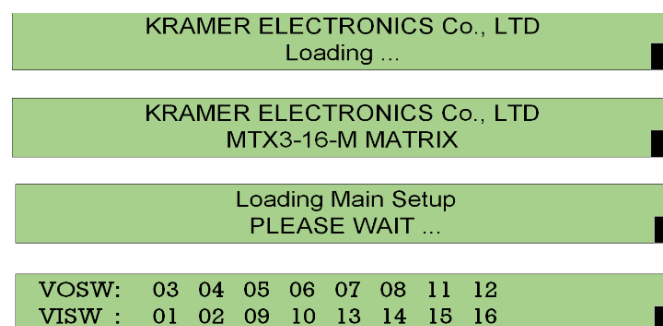 KRAMER ELECTRONICS Co., LTD
Loading ...
KRAMER ELECTRONICS Co., LTD
MTX3-16-M MATRIX
Loading Main Setup
PLEASE WAIT ...
VOSW: 03 04 05 06 07 08 11 12
VISW : 01 02 09 10 13 14 15 16